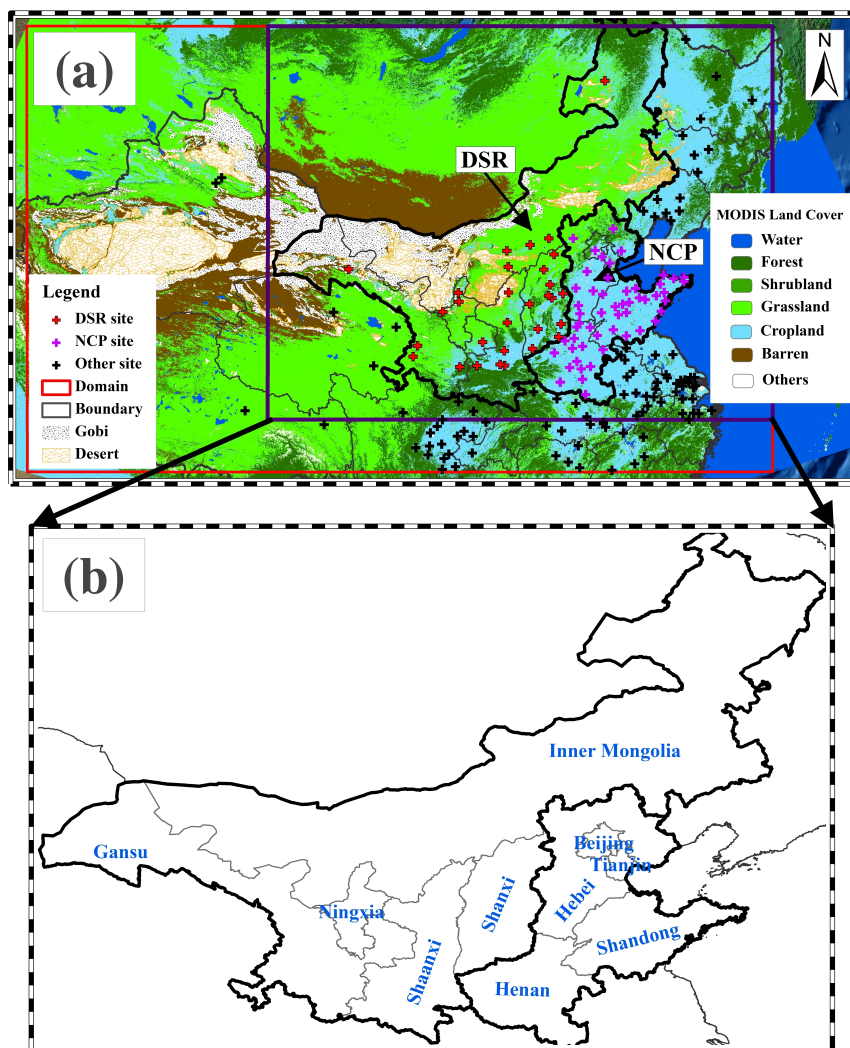 (a)
N
DSR
NCP
MODIS Land Cover
Water
Forest
Shrubland
Grassland
Cropland
Barren
Others
Legend
DSR site
NCP site
Other site
Domain
Boundary
Gobi
Desert
(b)
Inner Mongolia
Gansu
Beijing
Tianjin
Ningxia
Shanxi
Hebei
Shaanxi
Shandong
Henan